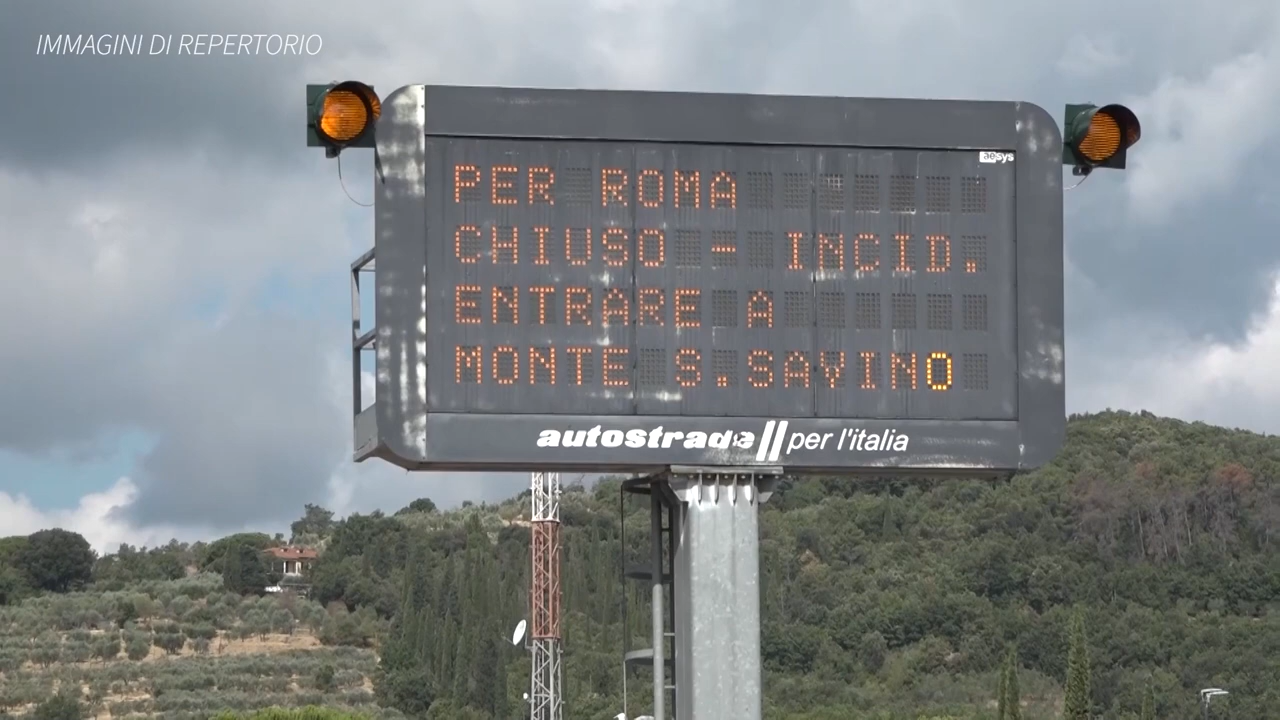 IMMAGINI DI REPERTORIO
aesys
PER ROMA
CHIUSO - INCID.
ENTRARE A
MONTE S.SAVINO
autostrade // per l'italia